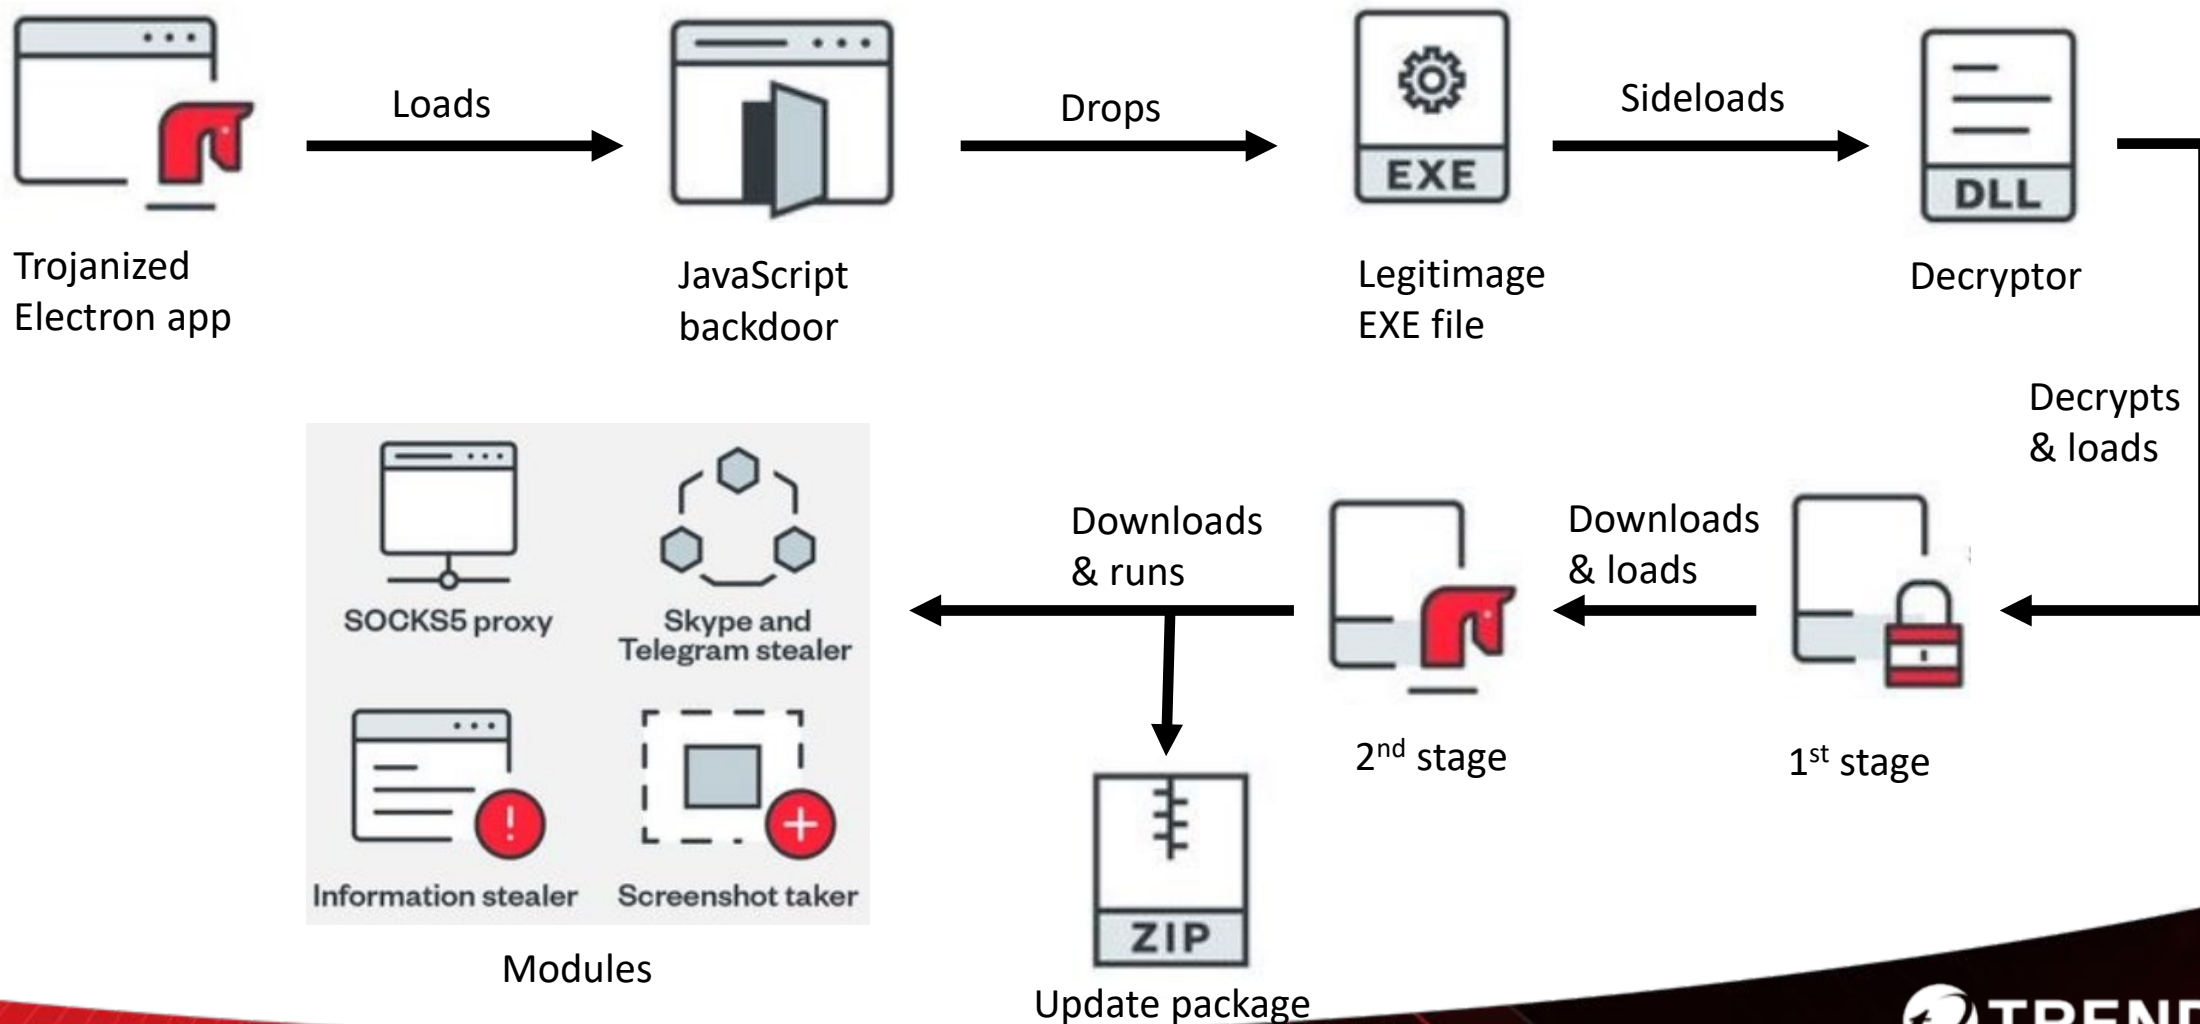 Loads
Drops
Sideloads
EXE
DLL
Trojanized
Electron app
JavaScript
backdoor
Legitimage
EXE file
Decryptor
Decrypts
& loads
Downloads
& loads
Downloads
& runs
SOCKS5 proxy
Skype and
Telegram stealer
Information stealer
Screenshot taker
Modules
2nd stage
1st stage
ZIP
Update package
TREND